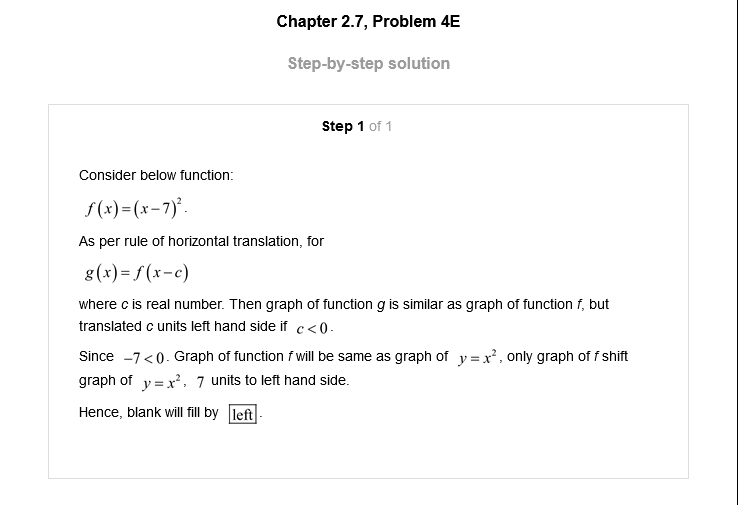 Chapter 2.7, Problem 4E
Step-by-step solution
Step 1 of 1
Consider below function:
f(x)=(x−7)².
As per rule of horizontal translation, for
g(x)=f(x−c)
where c is real number. Then graph of function g is similar as graph of function f, but
translated c units left hand side if c<0.
Since −7<0. Graph of function f will be same as graph of y=x², only graph of f shift
graph of y=x², 7 units to left hand side.
Hence, blank will fill by left.